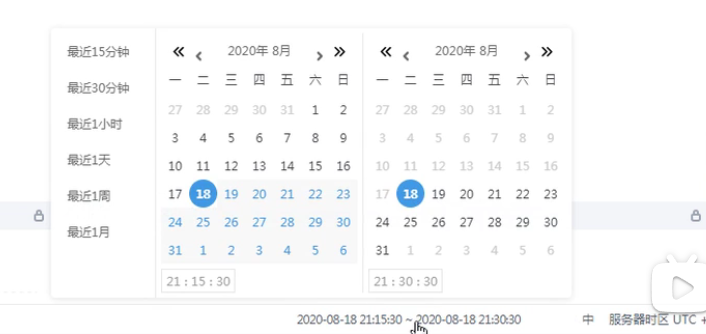 最近15分钟
最近30分钟
最近1小时
最近1天
最近1周
最近1月
« ‹ 2020年 8月 › »
一 二 三 四 五 六 日
27 28 29 30 31 1 2
3 4 5 6 7 8 9
10 11 12 13 14 15 16
17 18 19 20 21 22 23
24 25 26 27 28 29 30
31 1 2 3 4 5 6
21 : 15 : 30
« ‹ 2020年 8月 › »
一 二 三 四 五 六 日
27 28 29 30 31 1 2
3 4 5 6 7 8 9
10 11 12 13 14 15 16
17 18 19 20 21 22 23
24 25 26 27 28 29 30
31 1 2 3 4 5 6
21 : 30 : 30
2020-08-18 21:15:30 ~ 2020-08-18 21:30:30 中 服务器时区 UTC +